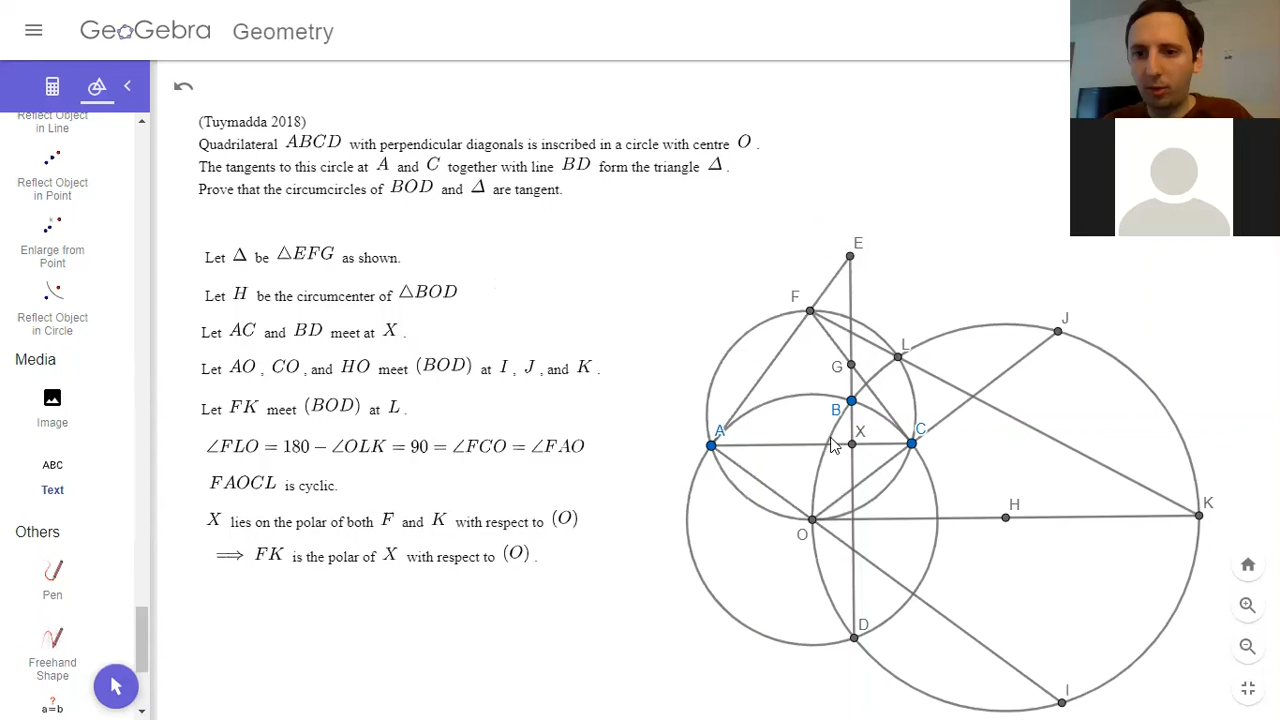 GeoGebra Geometry
Reflect Object
in Line
Reflect Object
in Point
Enlarge from
Point
Reflect Object
in Circle
Media
Image
ABC
Text
Others
Pen
Freehand
Shape
a=b
(Tuymadda 2018)
Quadrilateral ABCD with perpendicular diagonals is inscribed in a circle with centre O .
The tangents to this circle at A and C together with line BD form the triangle Δ .
Prove that the circumcircles of BOD and Δ are tangent.
Let Δ be △EFG as shown.
Let H be the circumcenter of △BOD
Let AC and BD meet at X .
Let AO , CO, and HO meet (BOD) at I , J, and K .
Let FK meet (BOD) at L .
∠FLO = 180 − ∠OLK = 90 = ∠FCO = ∠FAO
FAOCL is cyclic.
X lies on the polar of both F and K with respect to (O)
⟹ FK is the polar of X with respect to (O) .
E
F
J
L
G
B
A
X
C
H
K
O
D
I